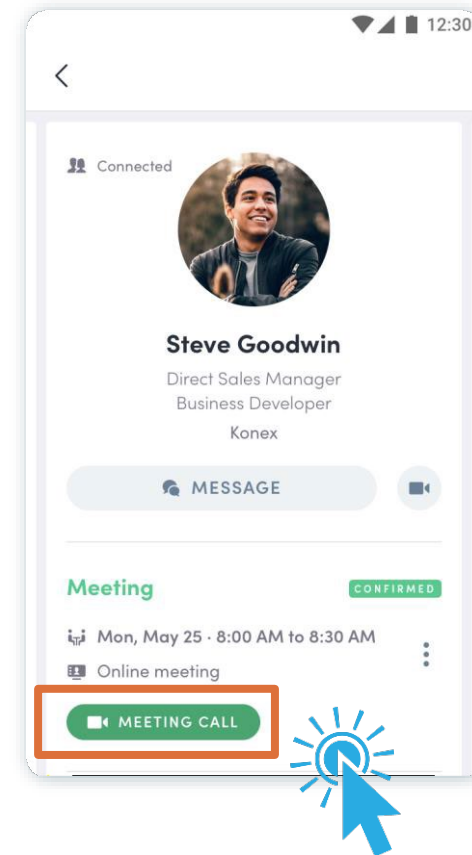 12:30
Connected
Steve Goodwin
Direct Sales Manager
Business Developer
Konex
MESSAGE
Meeting
CONFIRMED
Mon, May 25 · 8:00 AM to 8:30 AM
Online meeting
MEETING CALL